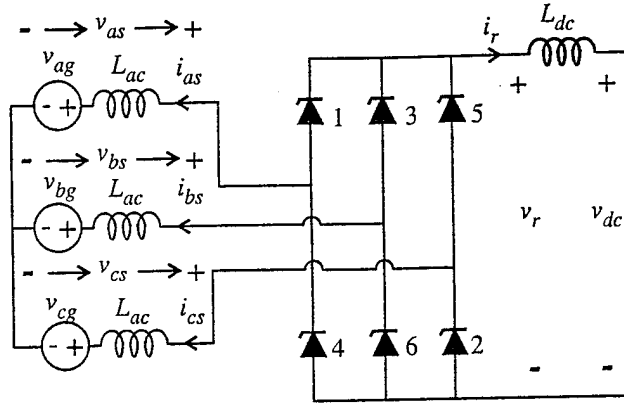 - v_as +
v_ag L_ac i_as
- +
- v_bs +
v_bg L_ac i_bs
- +
- v_cs +
v_cg L_ac i_cs
- +
i_r L_dc
+ +
1 3 5
v_r v_dc
4 6 2
- -